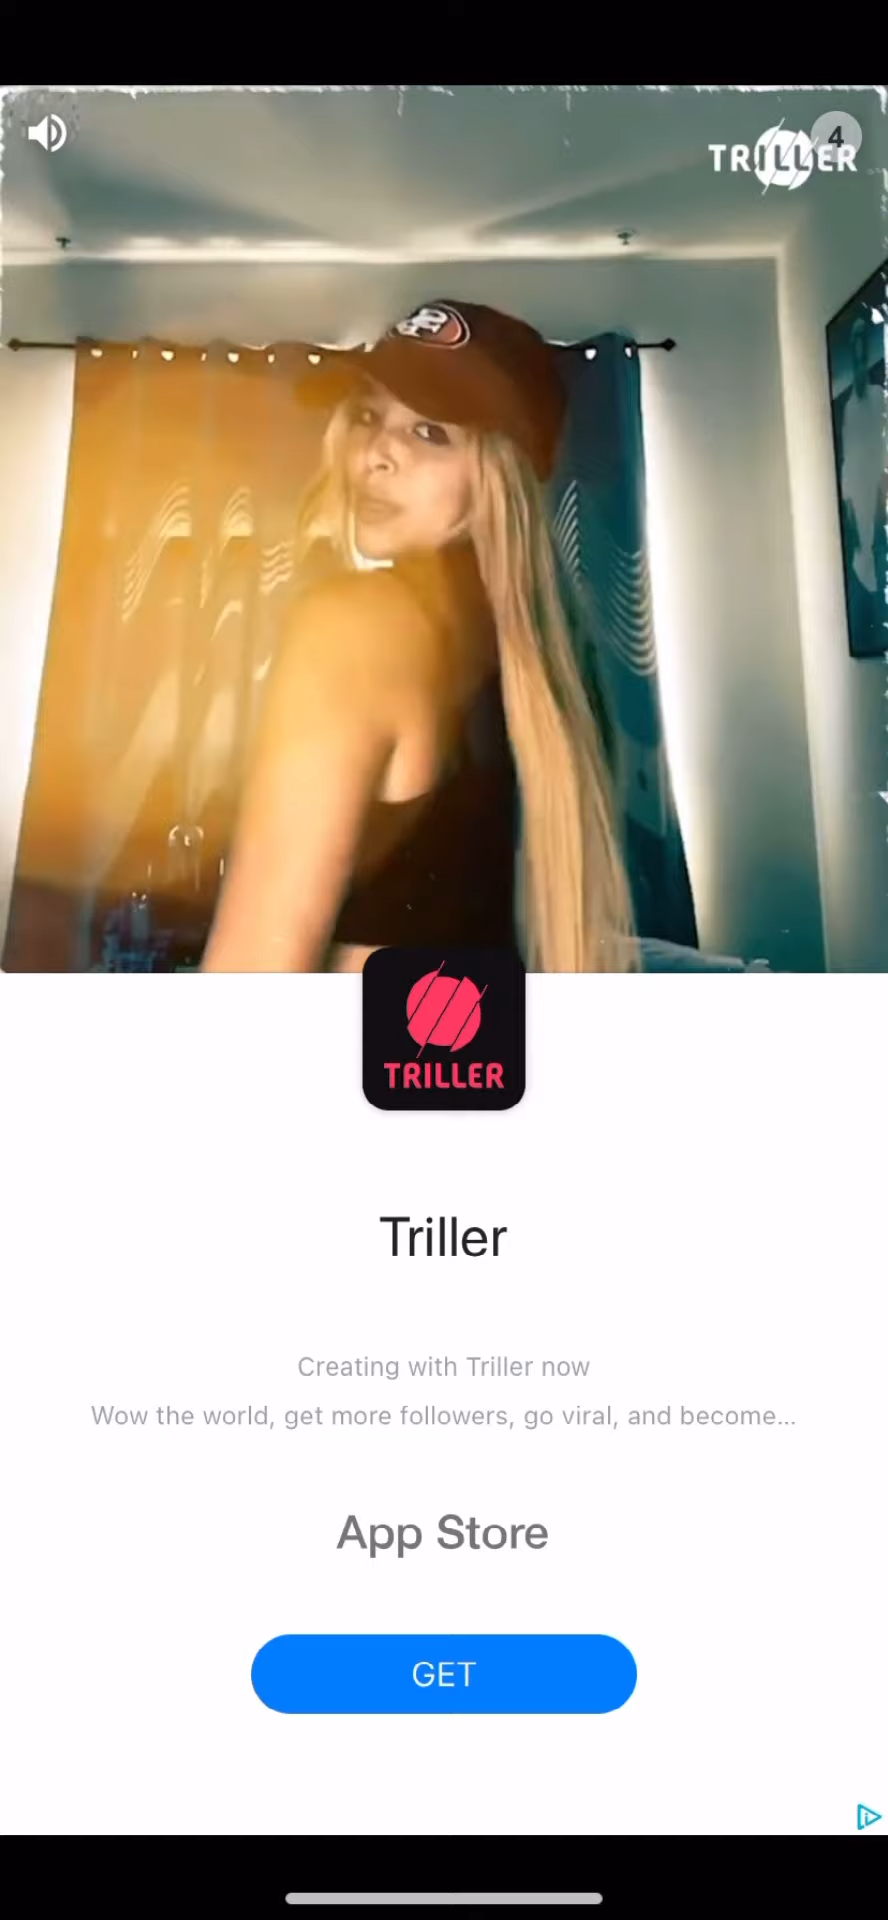 4
TRILLER
TRILLER
Triller
Creating with Triller now
Wow the world, get more followers, go viral, and become...
App Store
GET